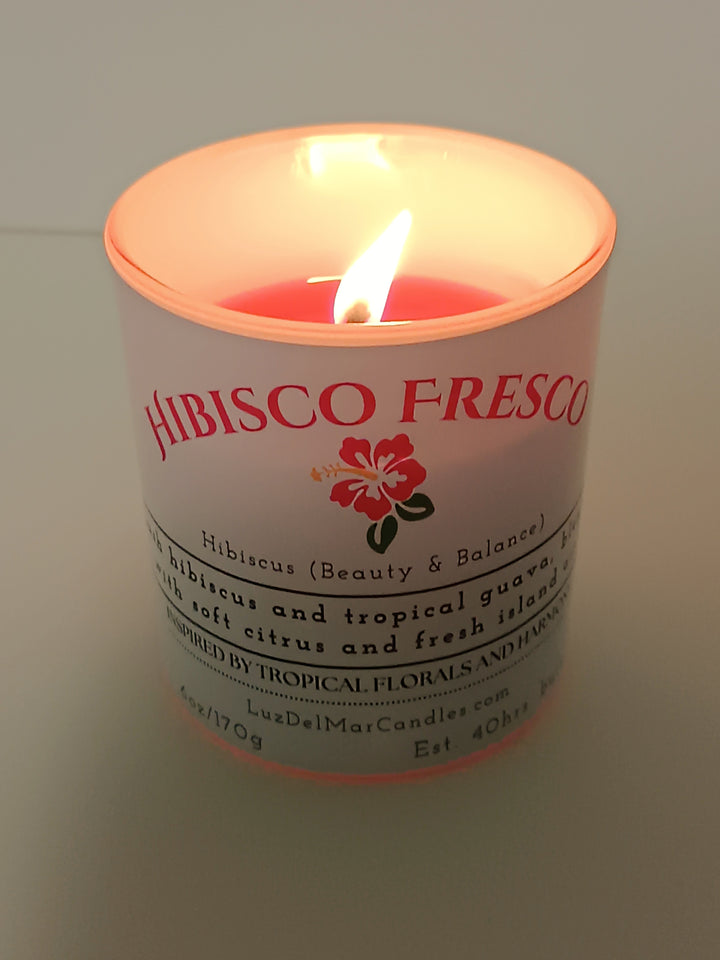 HIBISCO FRESCO
Hibiscus (Beauty & Balance)
hibiscus and tropical guava,
with soft citrus and fresh island
INSPIRED BY TROPICAL FLORALS AND HARMONY
LuzDelMarCandles.com
6oz/170g
Est. 40hrs